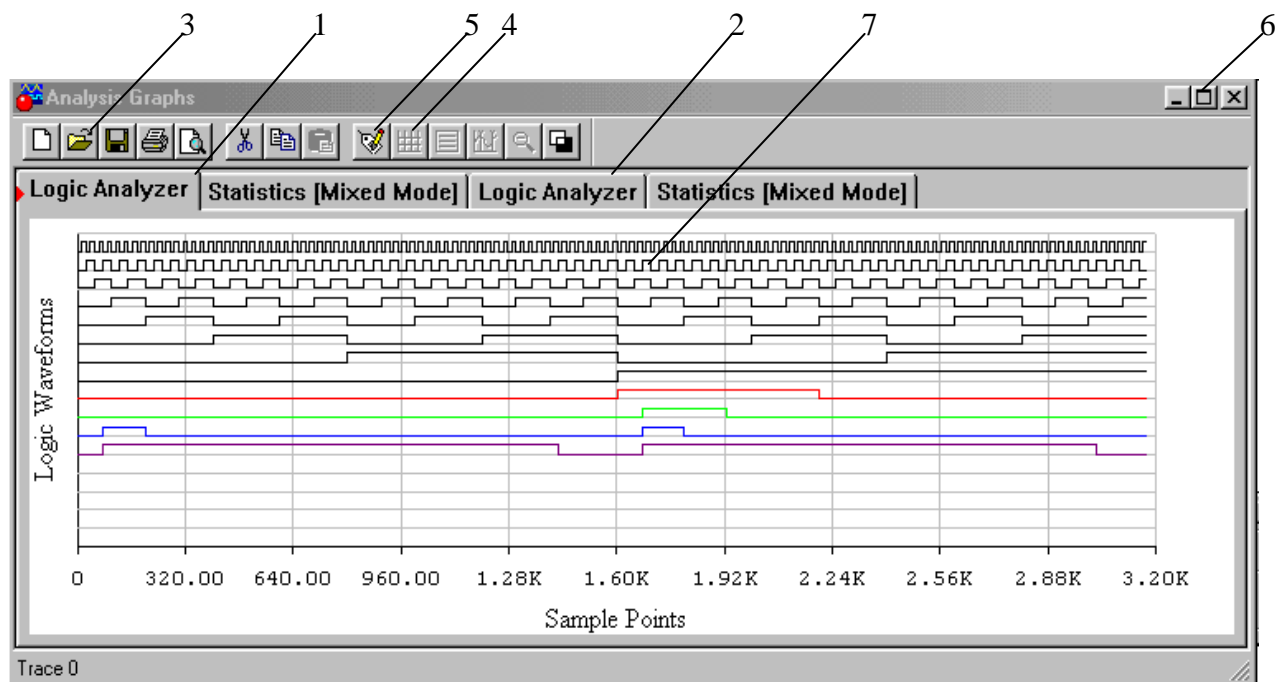 3 1 5 4 2 7 6
Analysis Graphs
Logic Analyzer Statistics [Mixed Mode] Logic Analyzer Statistics [Mixed Mode]
Logic Waveforms
0 320.00 640.00 960.00 1.28K 1.60K 1.92K 2.24K 2.56K 2.88K 3.20K
Sample Points
Trace 0